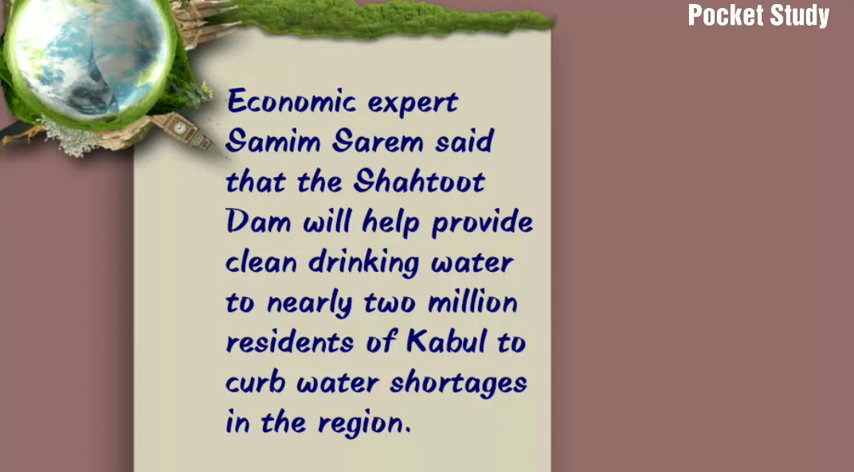 Pocket Study
Economic expert
Samim Sarem said
that the Shahtoot
Dam will help provide
clean drinking water
to nearly two million
residents of Kabul to
curb water shortages
in the region.